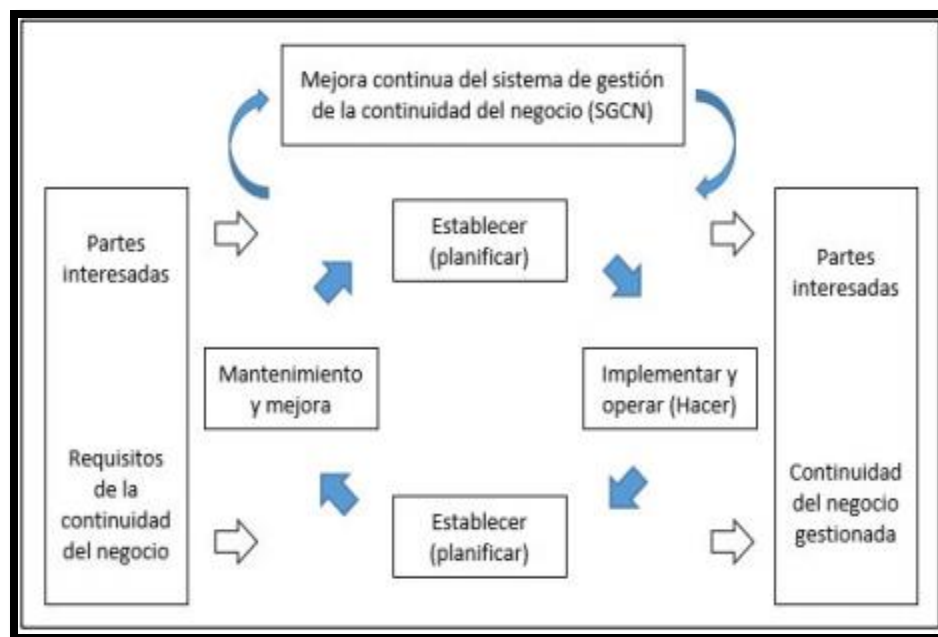 Mejora continua del sistema de gestión
de la continuidad del negocio (SGCN)
Partes
interesadas
Requisitos
de la
continuidad
del negocio
Establecer
(planificar)
Mantenimiento
y mejora
Implementar y
operar (Hacer)
Establecer
(planificar)
Partes
interesadas
Continuidad
del negocio
gestionada